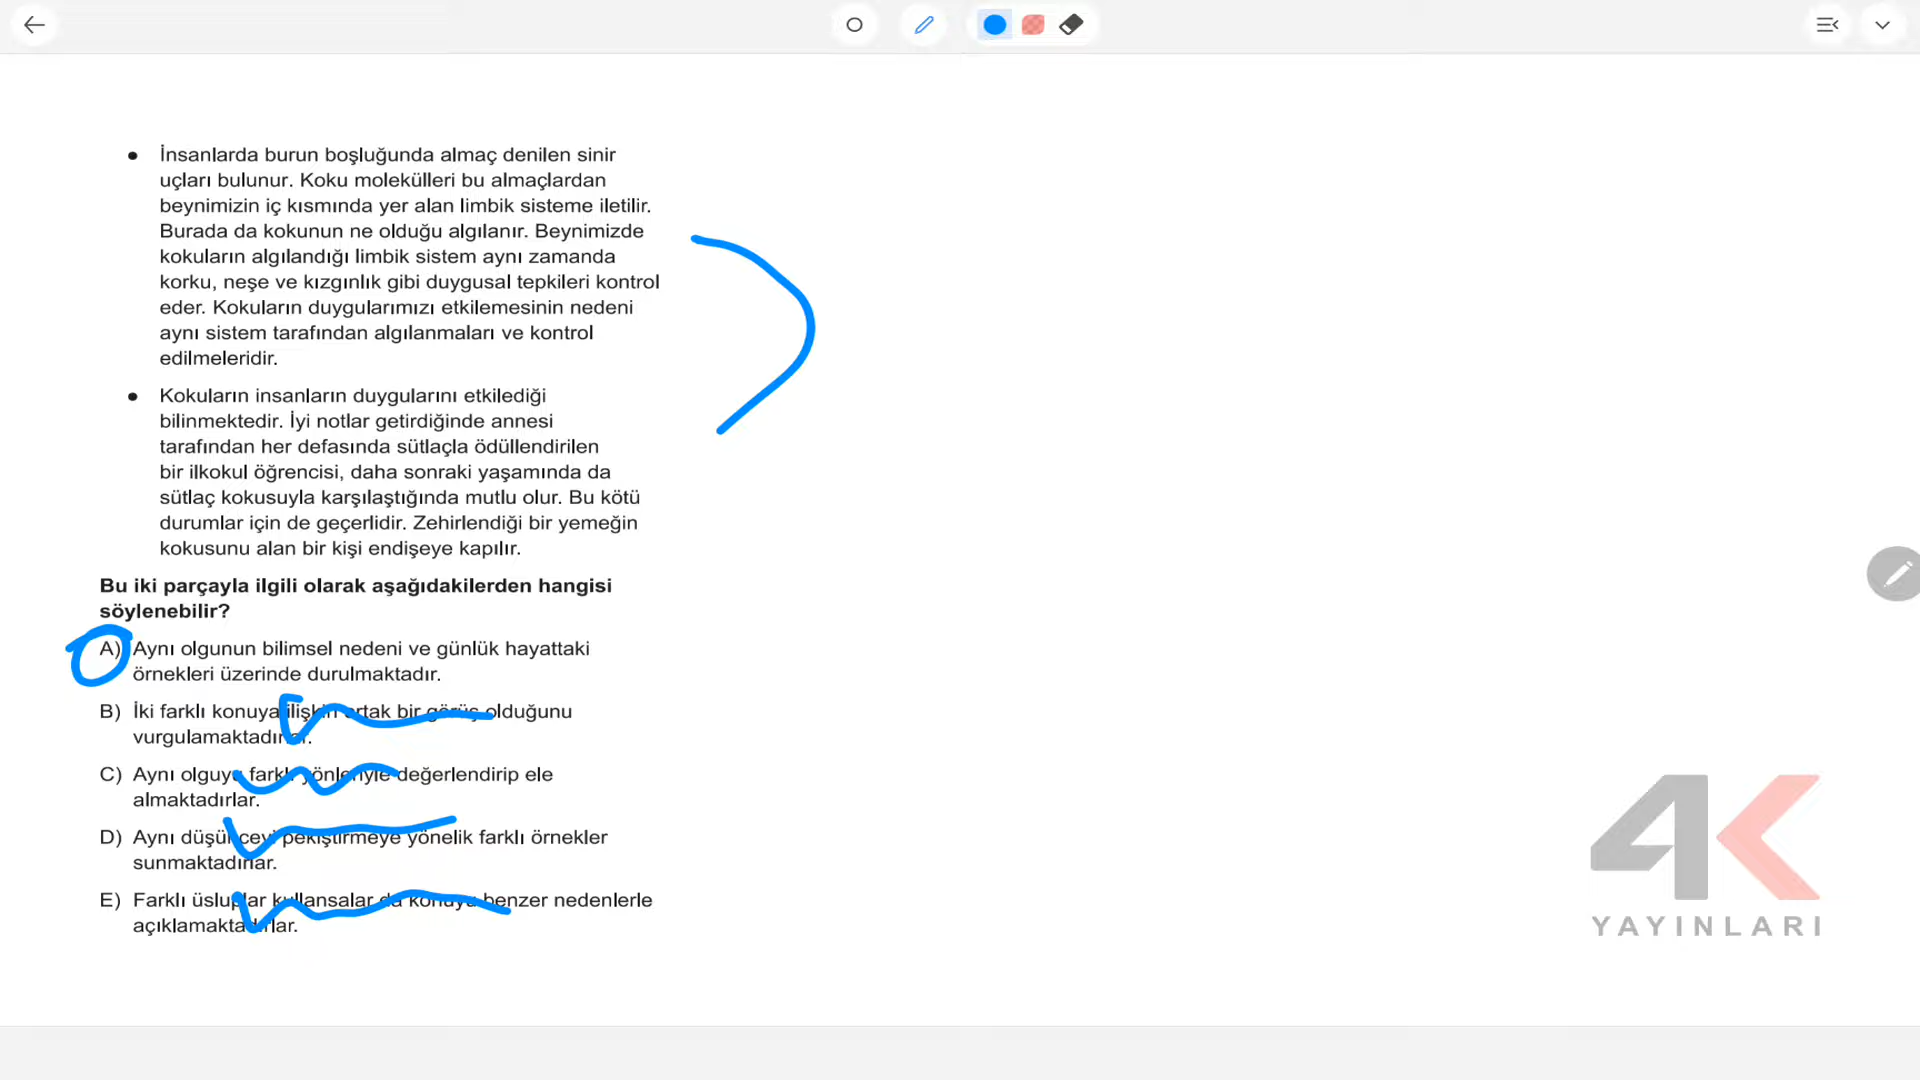 • İnsanlarda burun boşluğunda almaç denilen sinir
uçları bulunur. Koku molekülleri bu almaçlardan
beynimizin iç kısmında yer alan limbik sisteme iletilir.
Burada da kokunun ne olduğu algılanır. Beynimizde
kokuların algılandığı limbik sistem aynı zamanda
korku, neşe ve kızgınlık gibi duygusal tepkileri kontrol
eder. Kokuların duygularımızı etkilemesinin nedeni
aynı sistem tarafından algılanmaları ve kontrol
edilmeleridir.
• Kokuların insanların duygularını etkilediği
bilinmektedir. İyi notlar getirdiğinde annesi
tarafından her defasında sütlaçla ödüllendirilen
bir ilkokul öğrencisi, daha sonraki yaşamında da
sütlaç kokusuyla karşılaştığında mutlu olur. Bu kötü
durumlar için de geçerlidir. Zehirlendiği bir yemeğin
kokusunu alan bir kişi endişeye kapılır.
Bu iki parçayla ilgili olarak aşağıdakilerden hangisi
söylenebilir?
A) Aynı olgunun bilimsel nedeni ve günlük hayattaki
örnekleri üzerinde durulmaktadır.
B) İki farklı konuya ilişkin ortak bir görüş olduğunu
vurgulamaktadırlar.
C) Aynı olguyu farklı yönleriyle değerlendirip ele
almaktadırlar.
D) Aynı düşünceyi pekiştirmeye yönelik farklı örnekler
sunmaktadırlar.
E) Farklı üsluplar kullansalar da konuyu benzer nedenlerle
açıklamaktadırlar.
4K
YAYINLARI